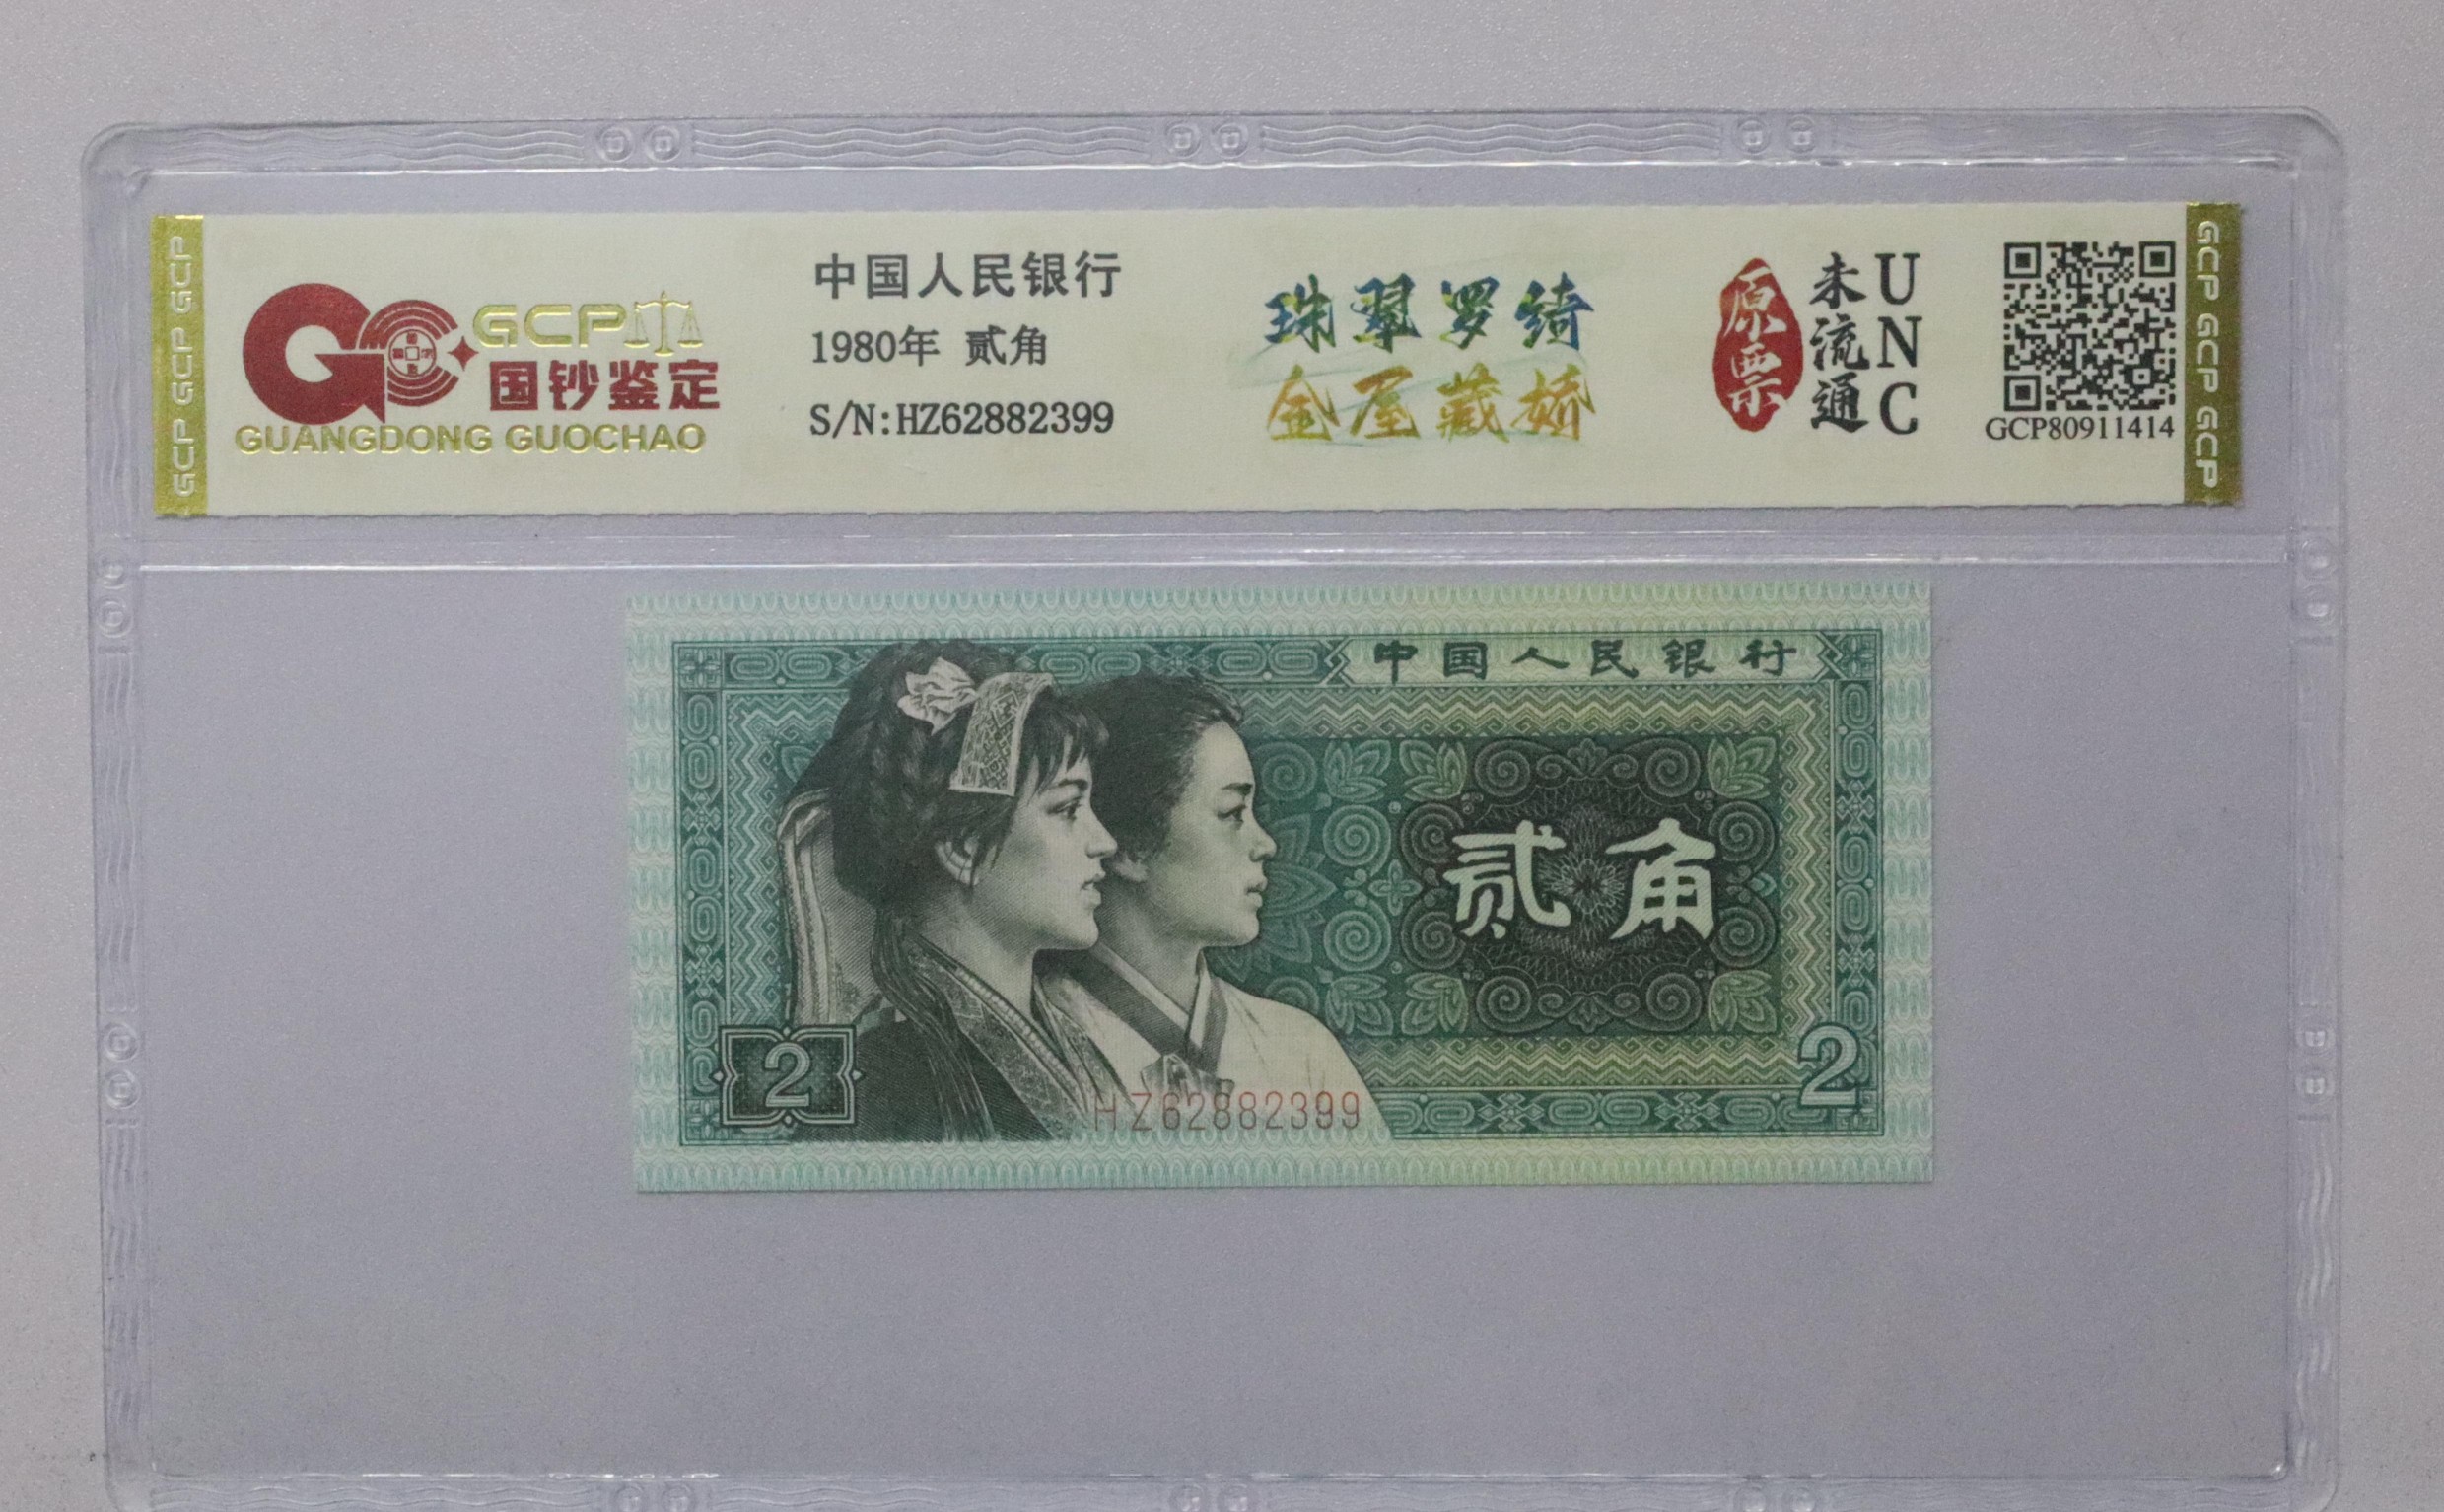 GCP GCP GCP
GCP
国钞鉴定
GUANGDONG GUOCHAO
中国人民银行
1980年 贰角
S/N:HZ62882399
珠翠罗绮
金屋藏娇
原票
未流通
UNC
GCP80911414
GCP GCP GCP
中国人民银行
贰角
2
HZ62882399
2